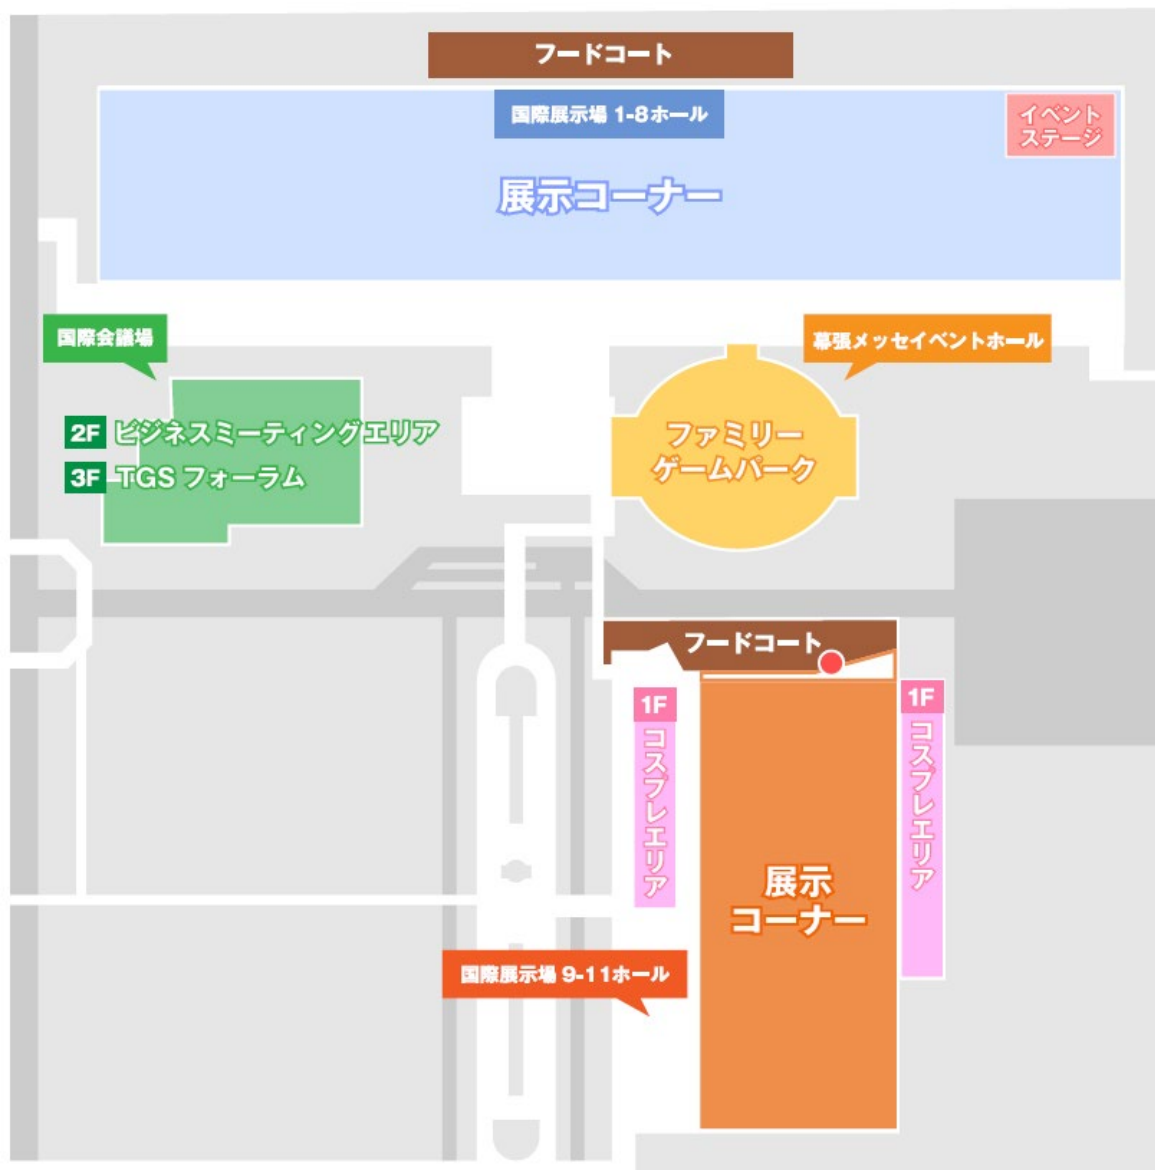 フードコート
国際展示場 1-8ホール
イベント
ステージ
展示コーナー
国際会議場
幕張メッセイベントホール
2F ビジネスミーティングエリア
3F TGS フォーラム
ファミリー
ゲームパーク
フードコート
1F
コスプレエリア
1F
コスプレエリア
展示
コーナー
国際展示場 9-11ホール